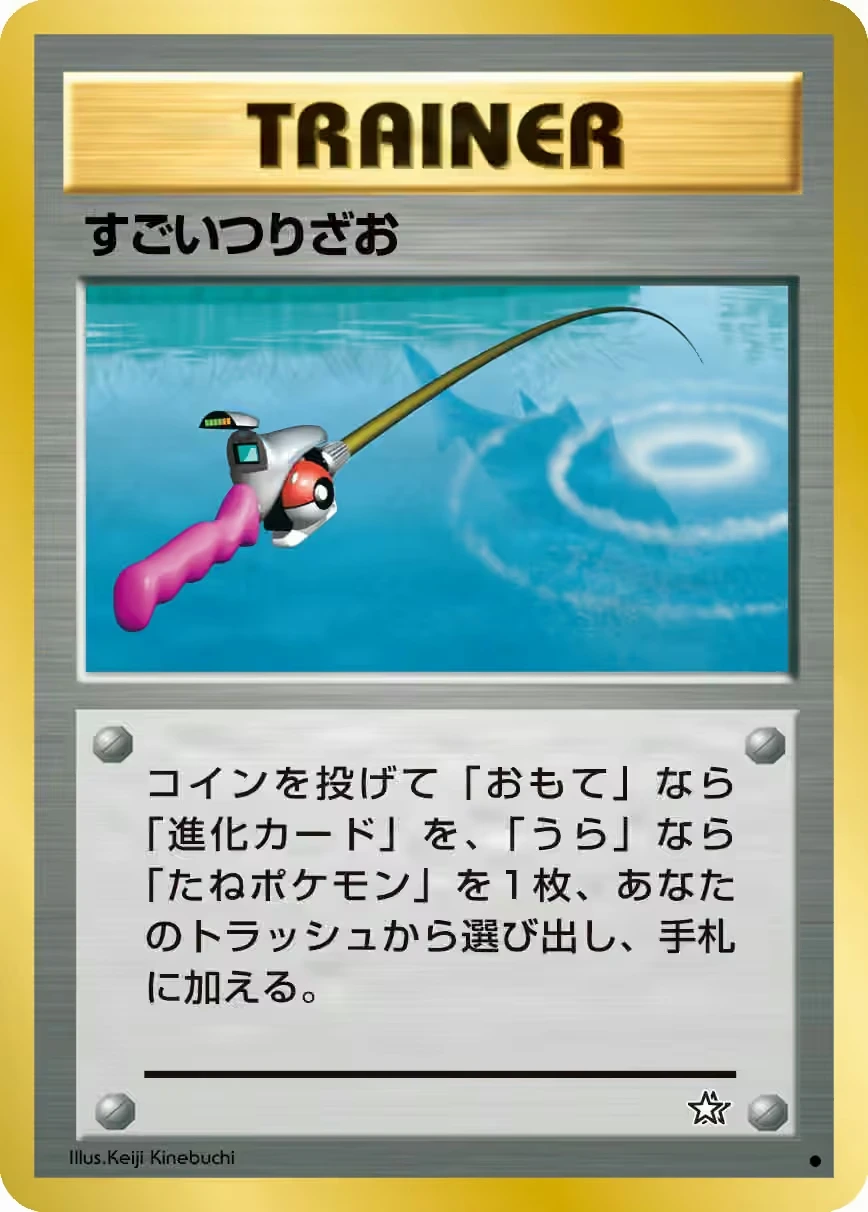 TRAINER
すごいつりざお
コインを投げて「おもて」なら
「進化カード」を、「うら」なら
「たねポケモン」を１枚、あなた
のトラッシュから選び出し、手札
に加える。
Illus.Keiji Kinebuchi